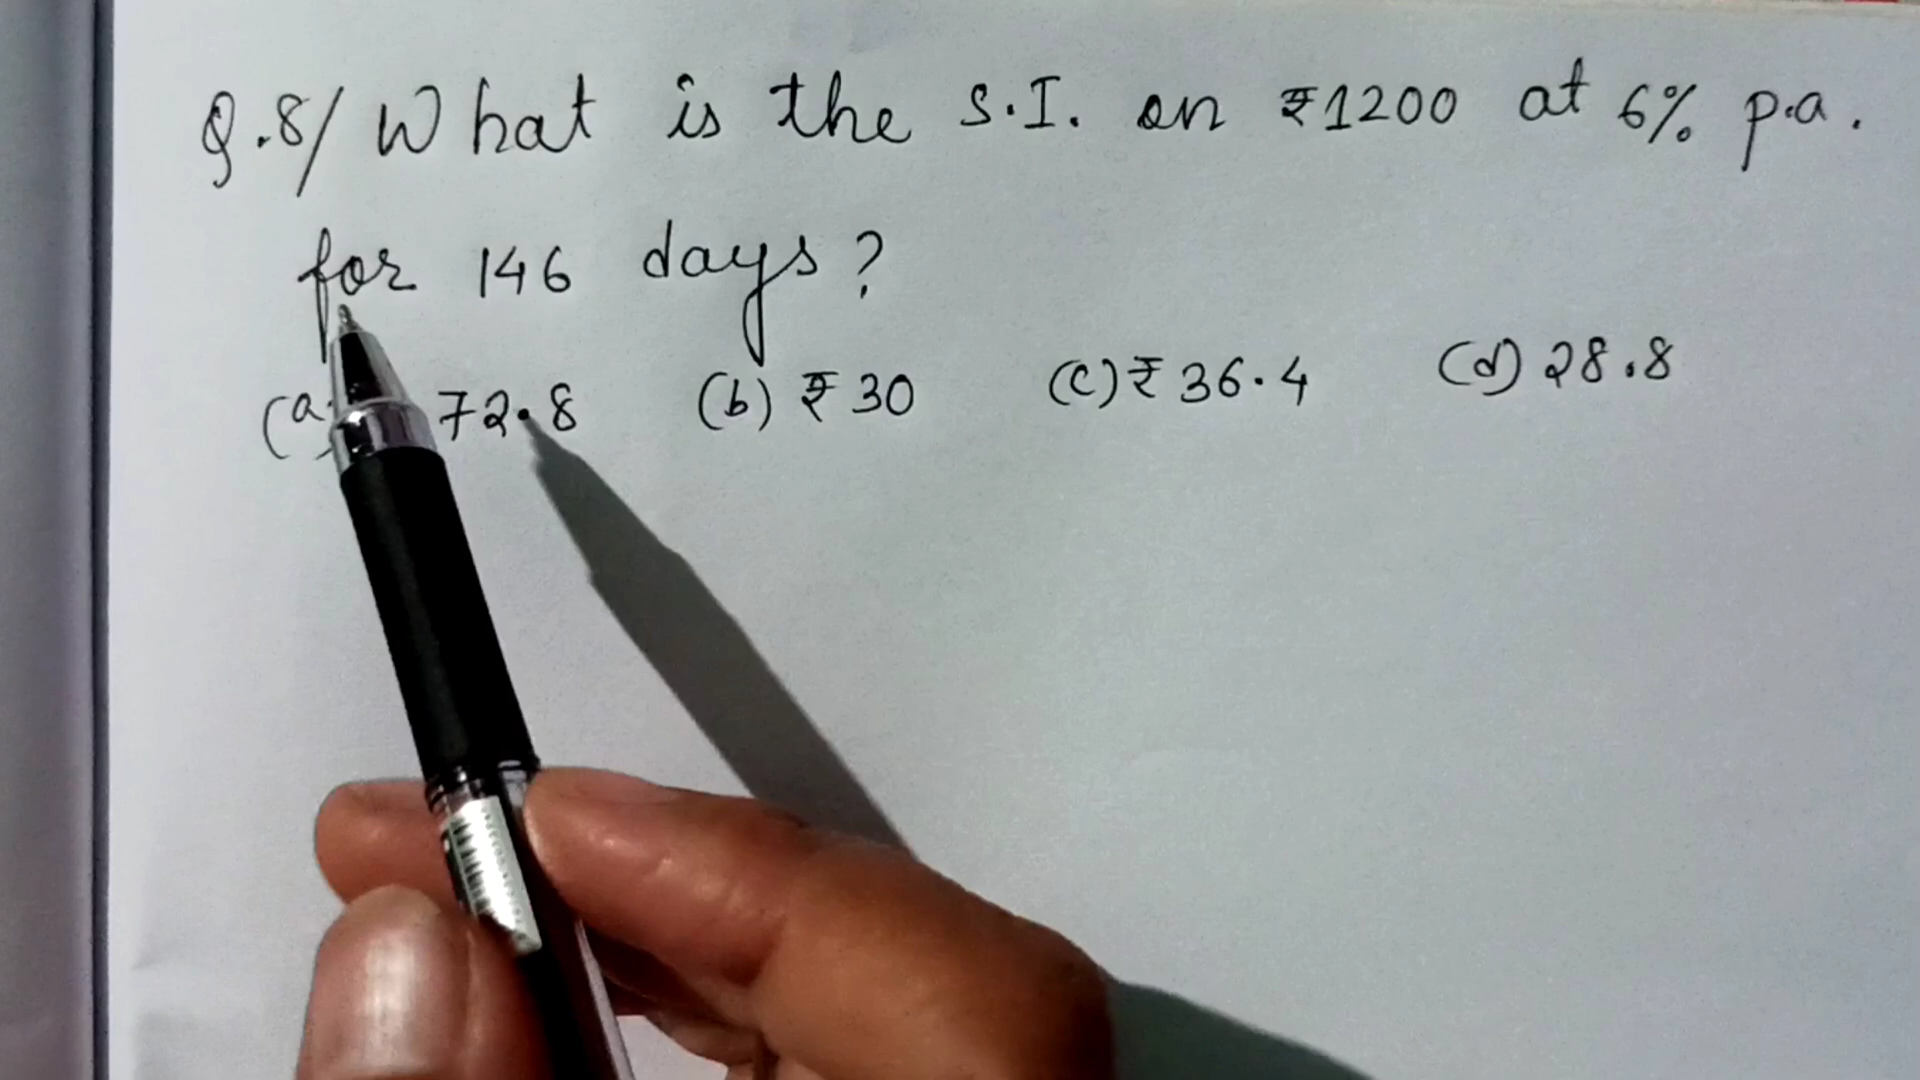 Q.8/ What is the S.I. on ₹1200 at 6% p.a.
for 146 days?
(a) 72.8 (b) ₹30 (c) ₹36.4 (d) 28.8